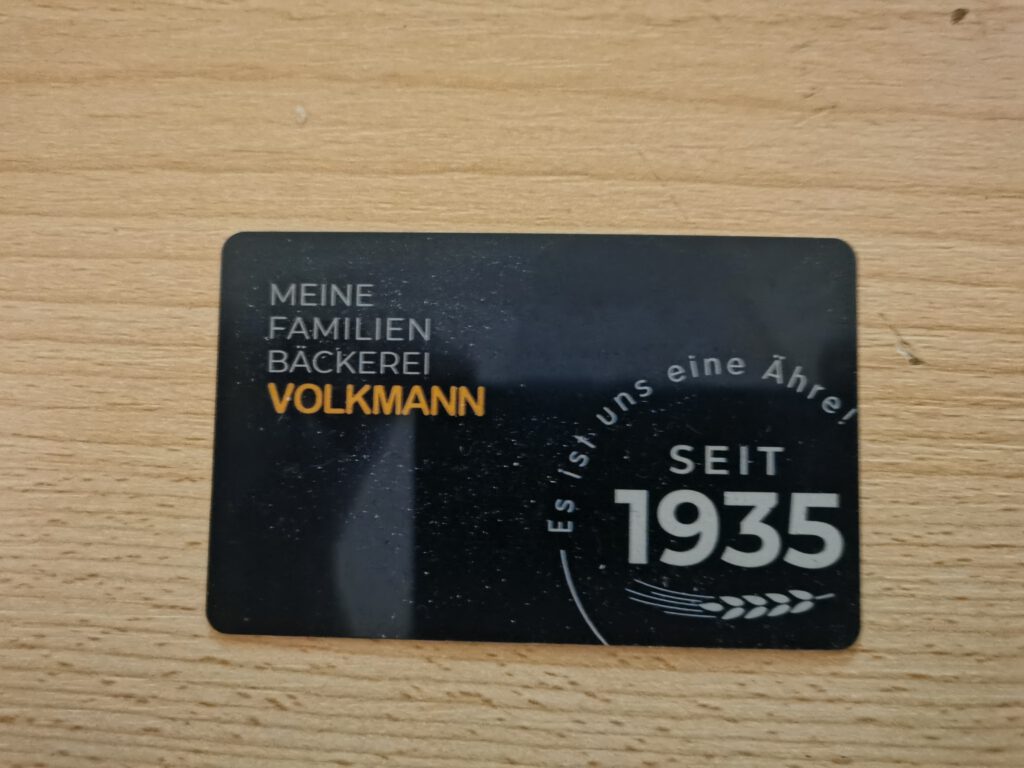 MEINE
FAMILIEN
BÄCKEREI
VOLKMANN
Es ist uns eine Ähre!
SEIT
1935